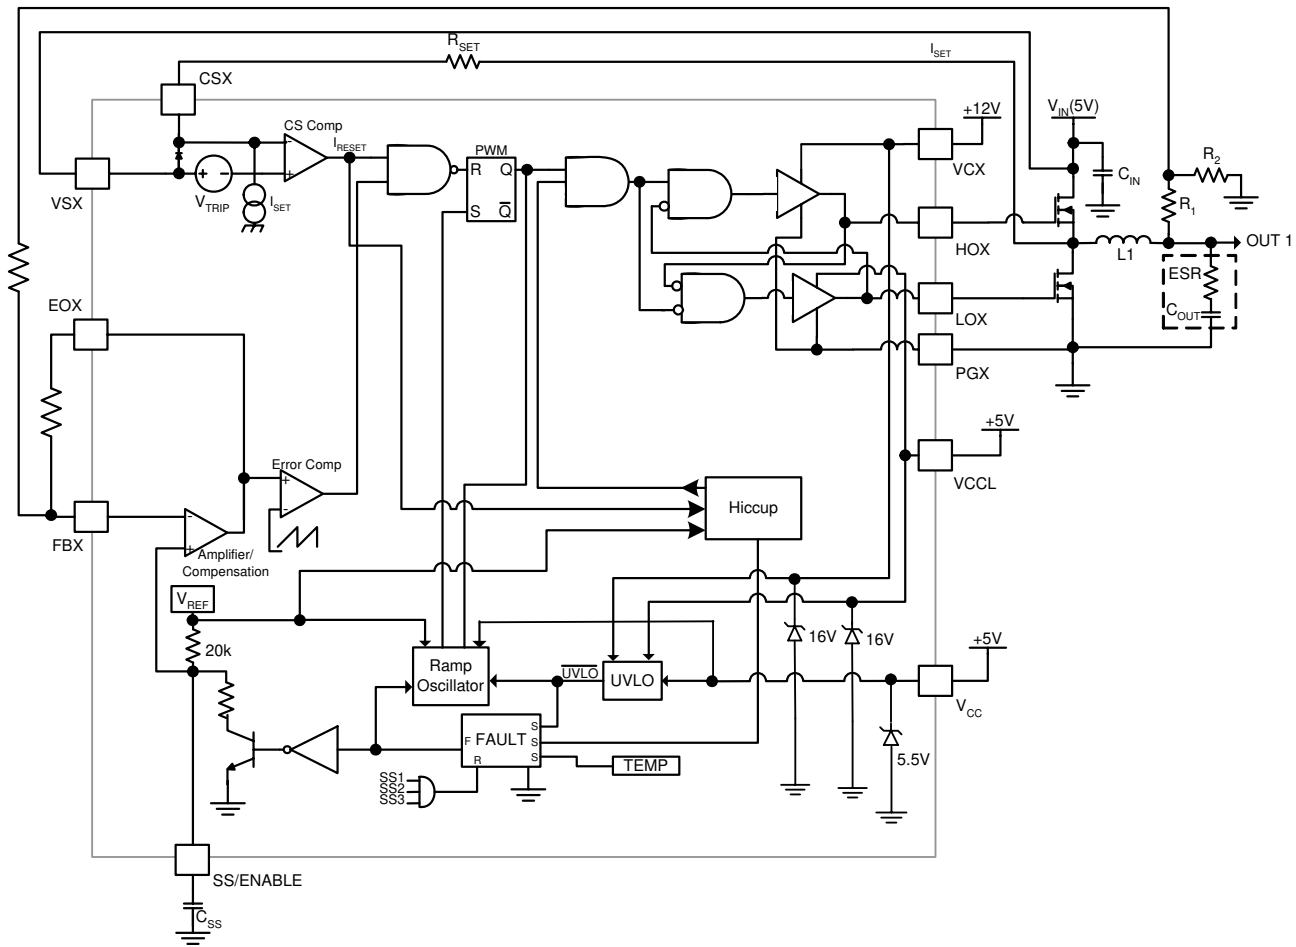 R_SET
I_SET
CSX
+12V
V_IN(5V)
CS Comp
I_RESET
PWM
R Q
S Q̅
VCX
C_IN
R_2
VSX
V_TRIP
I_SET
R_1
HOX
L1
OUT 1
ESR
C_OUT
EOX
LOX
PGX
+5V
Error Comp
VCCL
Hiccup
FBX
Amplifier/
Compensation
V_REF
20k
16V
16V
+5V
Ramp
Oscillator
U̅V̅L̅O̅
UVLO
V_CC
F FAULT S
S
S
R
5.5V
TEMP
SS1
SS2
SS3
SS/ENABLE
C_SS
- + - + + -